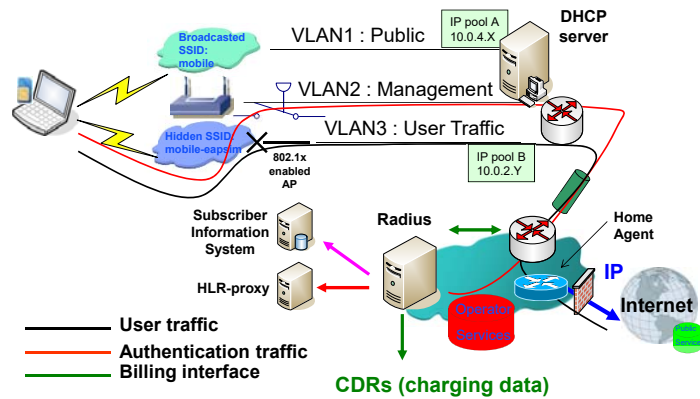 Broadcasted
SSID:
mobile
VLAN1 : Public
IP pool A
10.0.4.X
DHCP
server
VLAN2 : Management
Hidden SSID:
mobile-eapsim
VLAN3 : User Traffic
802.1x
enabled
AP
IP pool B
10.0.2.Y
Subscriber
Information
System
Radius
Home
Agent
HLR-proxy
IP
Internet
Operator
Services
Public
Service
User traffic
Authentication traffic
Billing interface
CDRs (charging data)